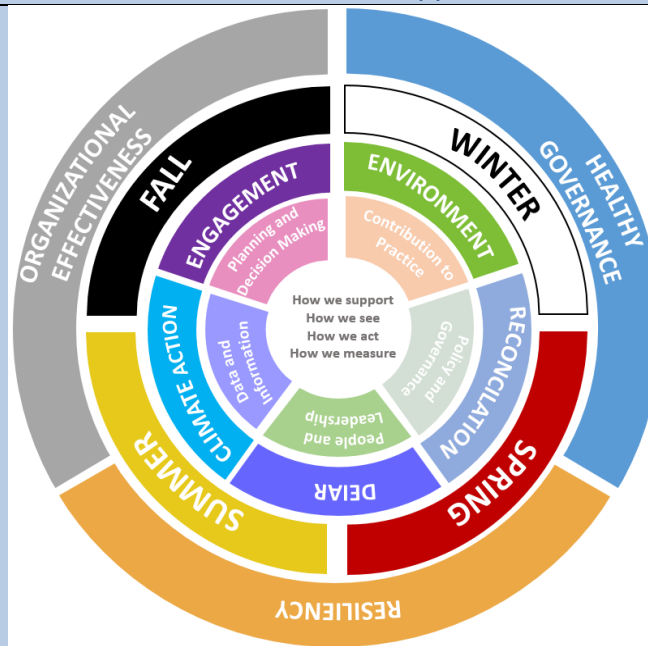 ORGANIZATIONAL
EFFECTIVENESS
HEALTHY
GOVERNANCE
RESILIENCY
FALL
WINTER
SPRING
SUMMER
ENGAGEMENT
ENVIRONMENT
RECONCILATION
DEIAR
CLIMATE ACTION
Planning and
Decision Making
Contribution to
Practice
Policy and
Governance
People and
Leadership
Data and
Information
How we support
How we see
How we act
How we measure